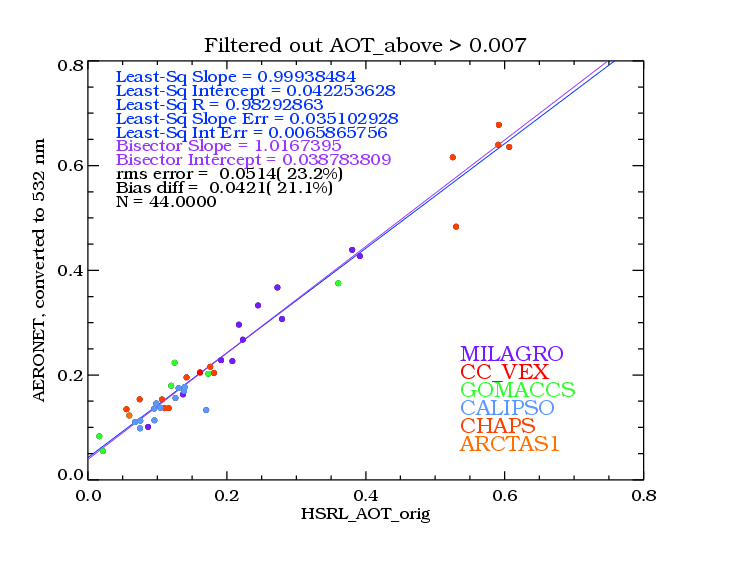 Filtered out AOT_above > 0.007
Least-Sq Slope = 0.99938484
Least-Sq Intercept = 0.042253628
Least-Sq R = 0.98292863
Least-Sq Slope Err = 0.035102928
Least-Sq Int Err = 0.0065865756
Bisector Slope = 1.0167395
Bisector Intercept = 0.038783809
rms error =  0.0514( 23.2%)
Bias diff =  0.0421( 21.1%)
N = 44.0000
0.8
0.6
0.4
0.2
0.0
AERONET, converted to 532 nm
MILAGRO
CC_VEX
GOMACCS
CALIPSO
CHAPS
ARCTAS1
0.0 0.2 0.4 0.6 0.8
HSRL_AOT_orig